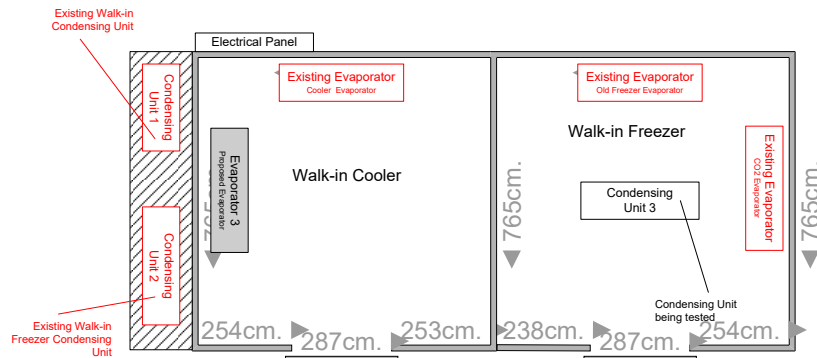 Existing Walk-in
Condensing Unit
Electrical Panel
Condensing
Unit 1
Existing Evaporator
Cooler Evaporator
Existing Evaporator
Old Freezer Evaporator
Evaporator 3
Proposed Evaporator
Walk-in Cooler
Walk-in Freezer
Existing Evaporator
CO2 Evaporator
Condensing
Unit 3
765cm.
765cm.
Condensing
Unit 2
Condensing Unit
being tested
Existing Walk-in
Freezer Condensing
Unit
254cm.
287cm.
253cm.
238cm.
287cm.
254cm.